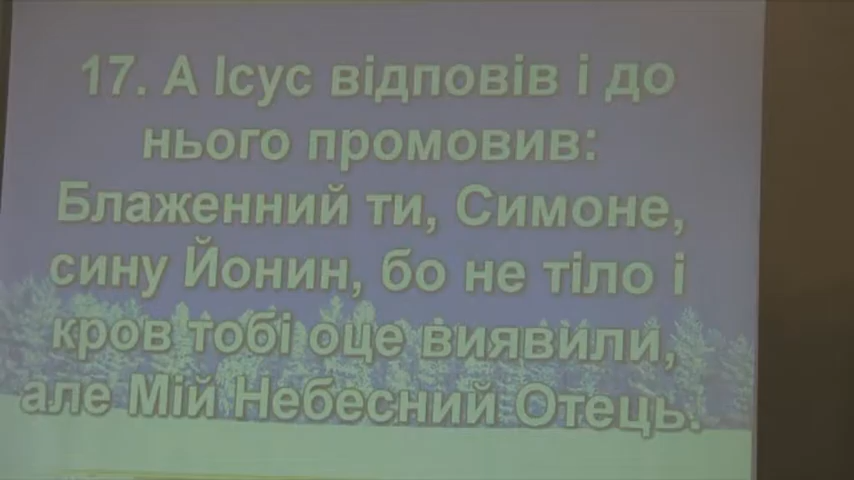 17. А Ісус відповів і до
нього промовив:
Блаженний ти, Симоне,
сину Йонин, бо не тіло і
кров тобі оце виявили,
але Мій Небесний Отець.